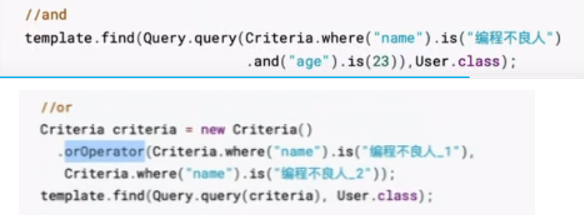 //and
template.find(Query.query(Criteria.where("name").is("编程不良人")
.and("age").is(23)),User.class);
//or
Criteria criteria = new Criteria()
.orOperator(Criteria.where("name").is("编程不良人_1"),
Criteria.where("name").is("编程不良人_2"));
template.find(Query.query(criteria), User.class);